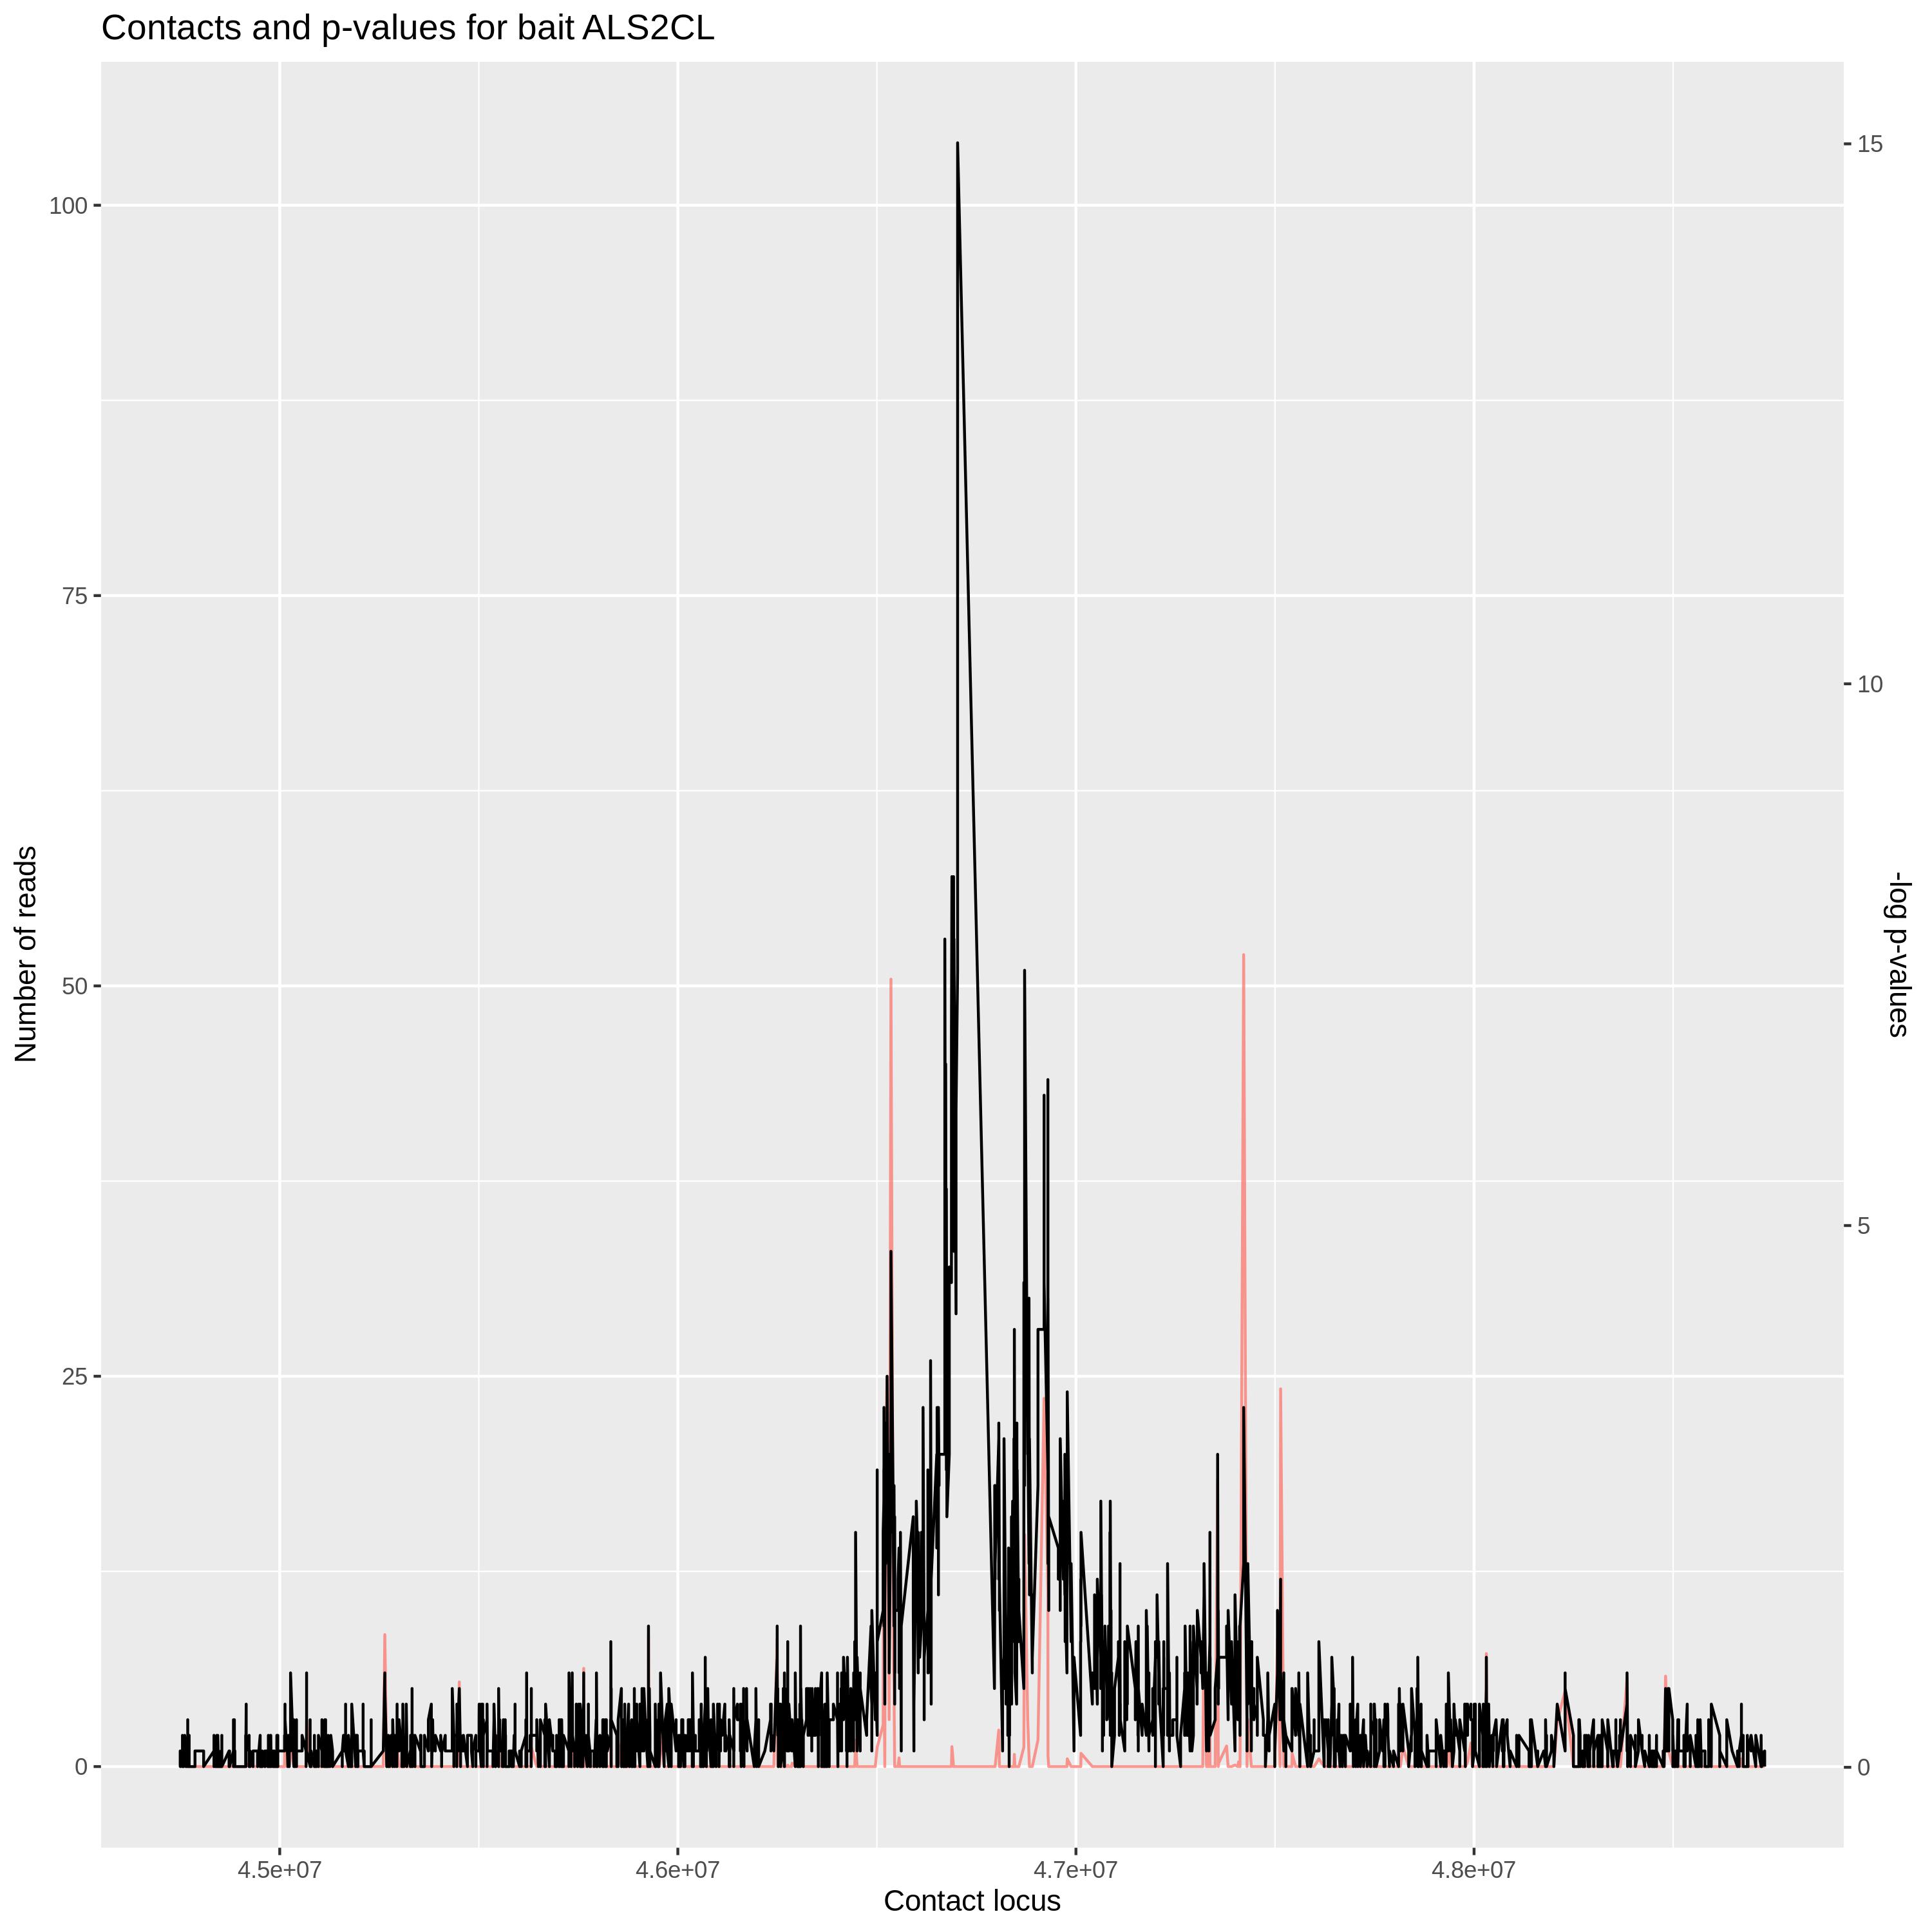 Contacts and p-values for bait ALS2CL
Number of reads
100
75
50
25
0
15
10
5
0
-log p-values
4.5e+07
4.6e+07
4.7e+07
4.8e+07
Contact locus